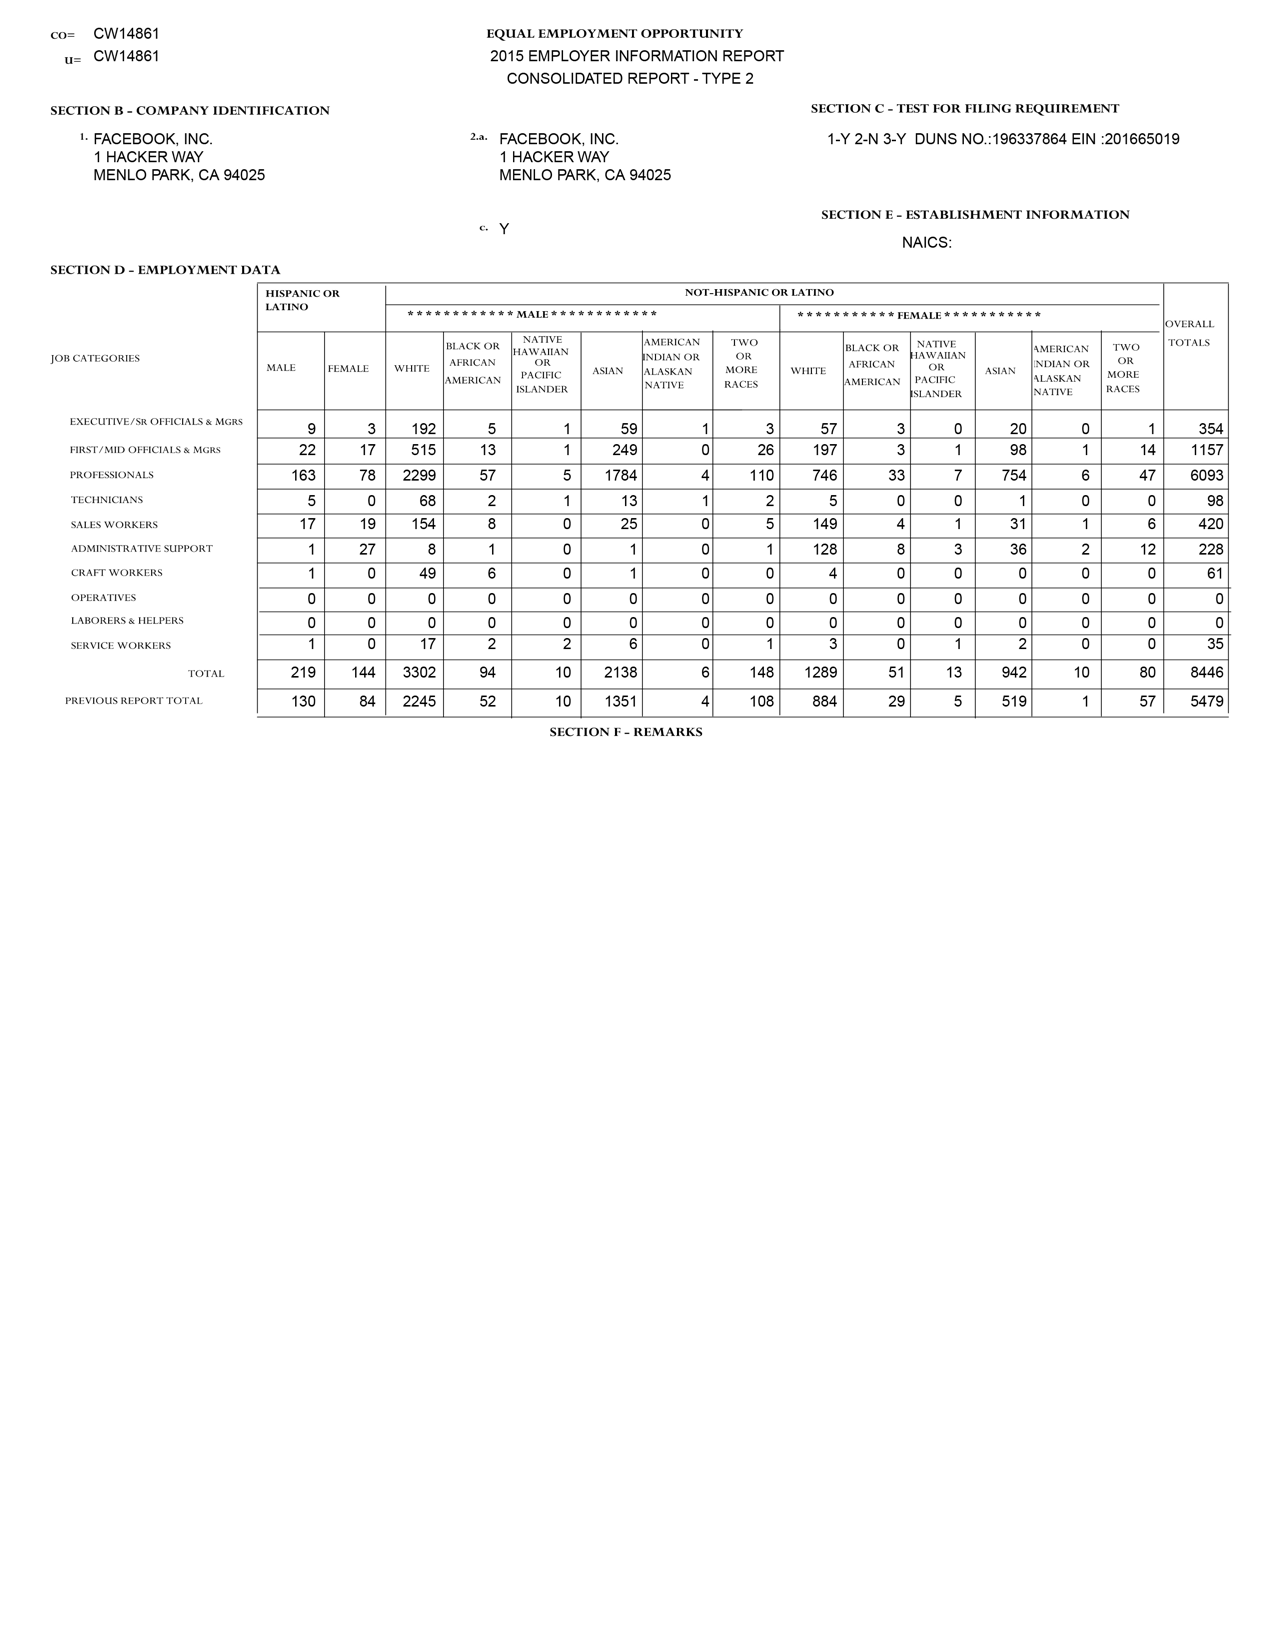 CO= CW14861 EQUAL EMPLOYMENT OPPORTUNITY
U= CW14861 2015 EMPLOYER INFORMATION REPORT
CONSOLIDATED REPORT - TYPE 2
SECTION B - COMPANY IDENTIFICATION SECTION C - TEST FOR FILING REQUIREMENT
1. FACEBOOK, INC. 2.a. FACEBOOK, INC. 1-Y 2-N 3-Y DUNS NO.:196337864 EIN :201665019
1 HACKER WAY 1 HACKER WAY
MENLO PARK, CA 94025 MENLO PARK, CA 94025
SECTION E - ESTABLISHMENT INFORMATION
c. Y
NAICS:
SECTION D - EMPLOYMENT DATA
HISPANIC OR
LATINO
NOT-HISPANIC OR LATINO
* * * * * * * * * * * * MALE * * * * * * * * * * * *
* * * * * * * * * * * FEMALE * * * * * * * * * * *
OVERALL
TOTALS
JOB CATEGORIES
MALE
FEMALE
WHITE
BLACK OR
AFRICAN
AMERICAN
NATIVE
HAWAIIAN
OR
PACIFIC
ISLANDER
ASIAN
AMERICAN
INDIAN OR
ALASKAN
NATIVE
TWO
OR
MORE
RACES
WHITE
BLACK OR
AFRICAN
AMERICAN
NATIVE
HAWAIIAN
OR
PACIFIC
ISLANDER
ASIAN
AMERICAN
INDIAN OR
ALASKAN
NATIVE
TWO
OR
MORE
RACES
EXECUTIVE/SR OFFICIALS & MGRS 9 3 192 5 1 59 1 3 57 3 0 20 0 1 354
FIRST/MID OFFICIALS & MGRS 22 17 515 13 1 249 0 26 197 3 1 98 1 14 1157
PROFESSIONALS 163 78 2299 57 5 1784 4 110 746 33 7 754 6 47 6093
TECHNICIANS 5 0 68 2 1 13 1 2 5 0 0 1 0 0 98
SALES WORKERS 17 19 154 8 0 25 0 5 149 4 1 31 1 6 420
ADMINISTRATIVE SUPPORT 1 27 8 1 0 1 0 1 128 8 3 36 2 12 228
CRAFT WORKERS 1 0 49 6 0 1 0 0 4 0 0 0 0 0 61
OPERATIVES 0 0 0 0 0 0 0 0 0 0 0 0 0 0 0
LABORERS & HELPERS 0 0 0 0 0 0 0 0 0 0 0 0 0 0 0
SERVICE WORKERS 1 0 17 2 2 6 0 1 3 0 1 2 0 0 35
TOTAL 219 144 3302 94 10 2138 6 148 1289 51 13 942 10 80 8446
PREVIOUS REPORT TOTAL 130 84 2245 52 10 1351 4 108 884 29 5 519 1 57 5479
SECTION F - REMARKS